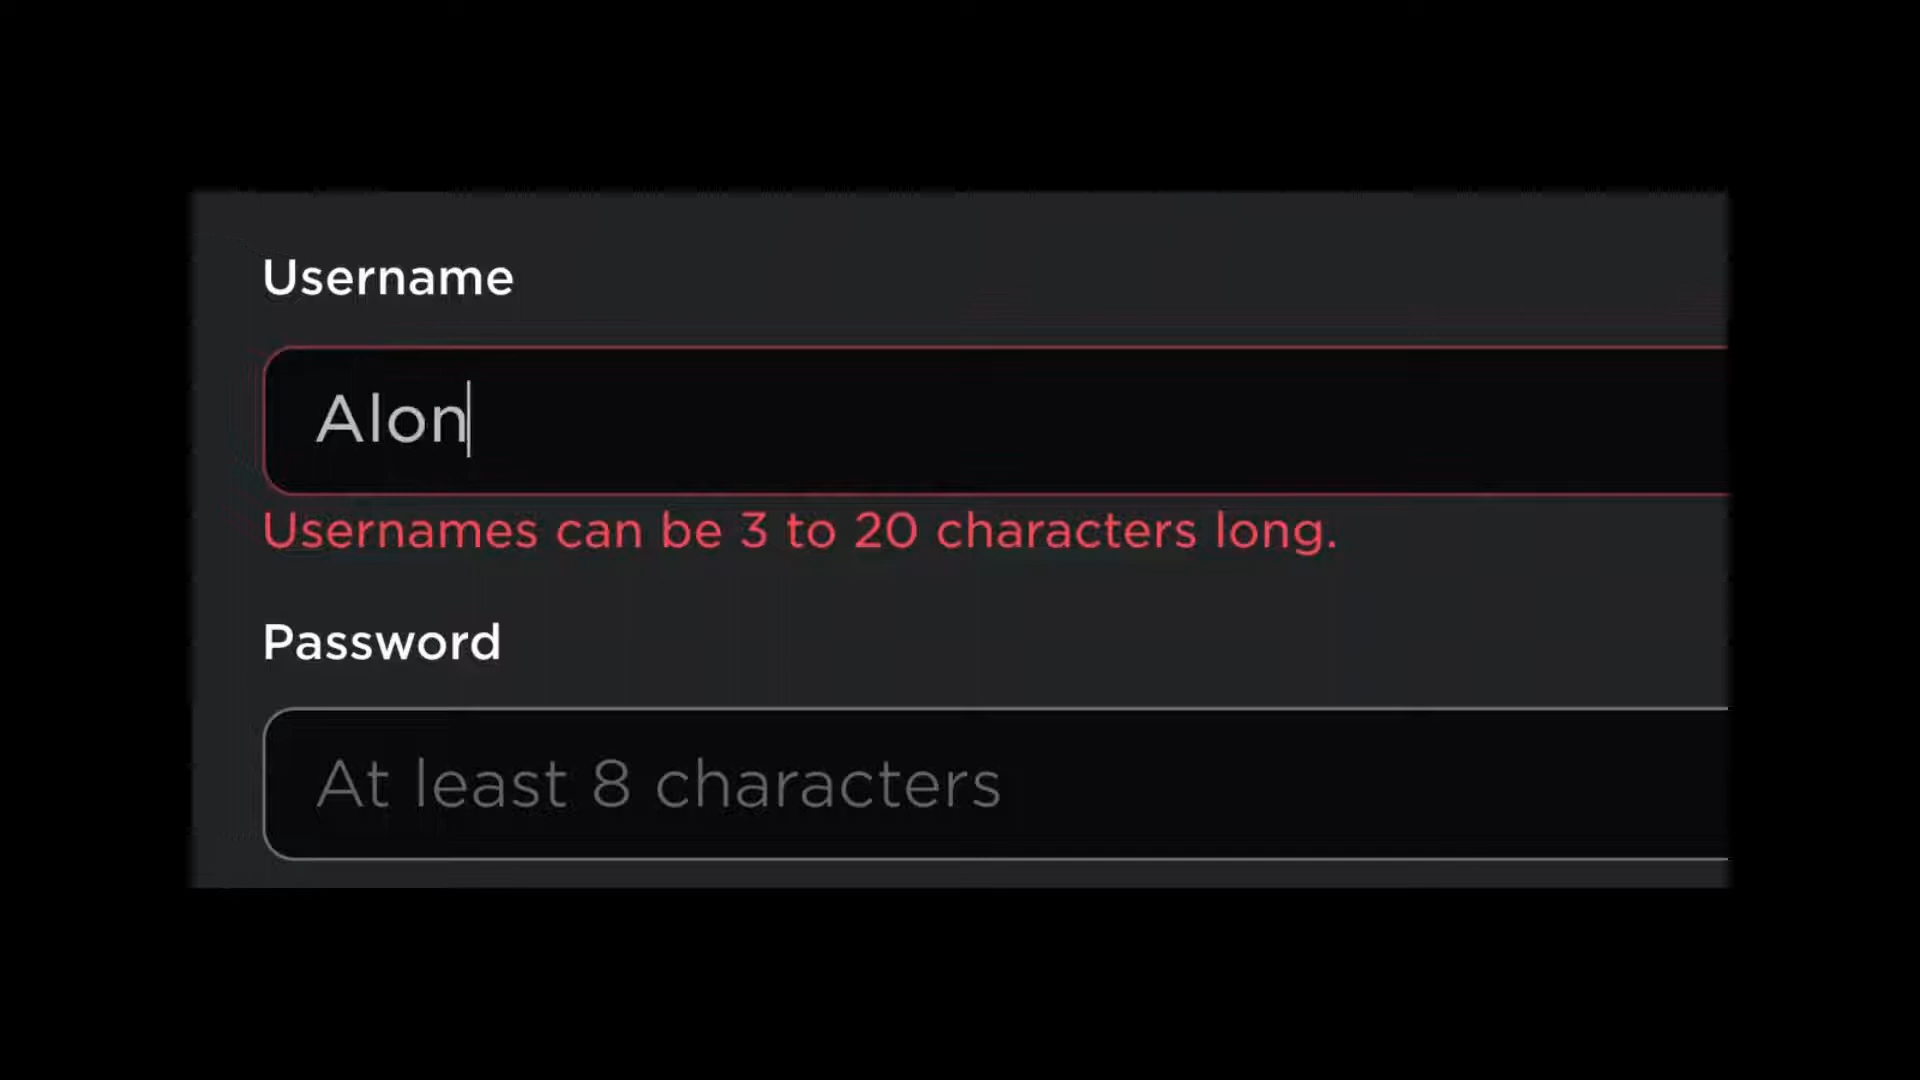 Username
Alon
Usernames can be 3 to 20 characters long.
Password
At least 8 characters